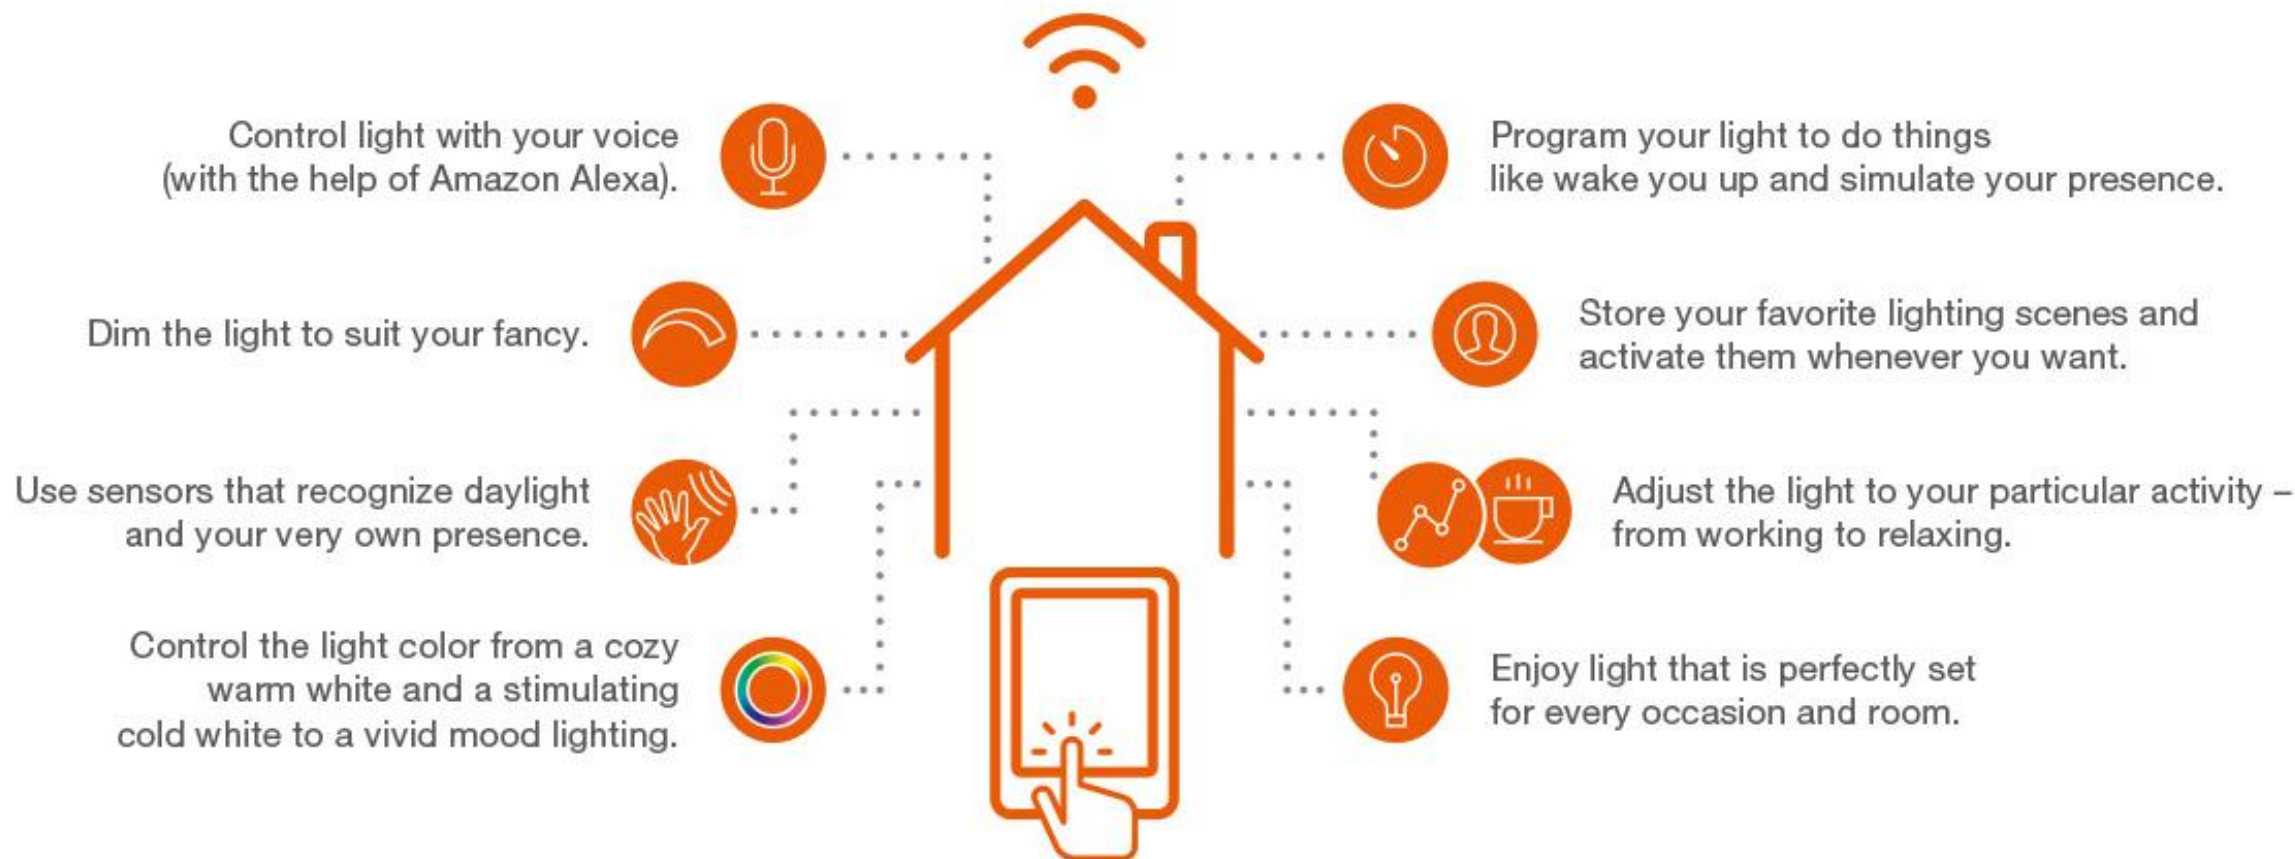 Control light with your voice
(with the help of Amazon Alexa).
Dim the light to suit your fancy.
Use sensors that recognize daylight
and your very own presence.
Control the light color from a cozy
warm white and a stimulating
cold white to a vivid mood lighting.
Program your light to do things
like wake you up and simulate your presence.
Store your favorite lighting scenes and
activate them whenever you want.
Adjust the light to your particular activity –
from working to relaxing.
Enjoy light that is perfectly set
for every occasion and room.